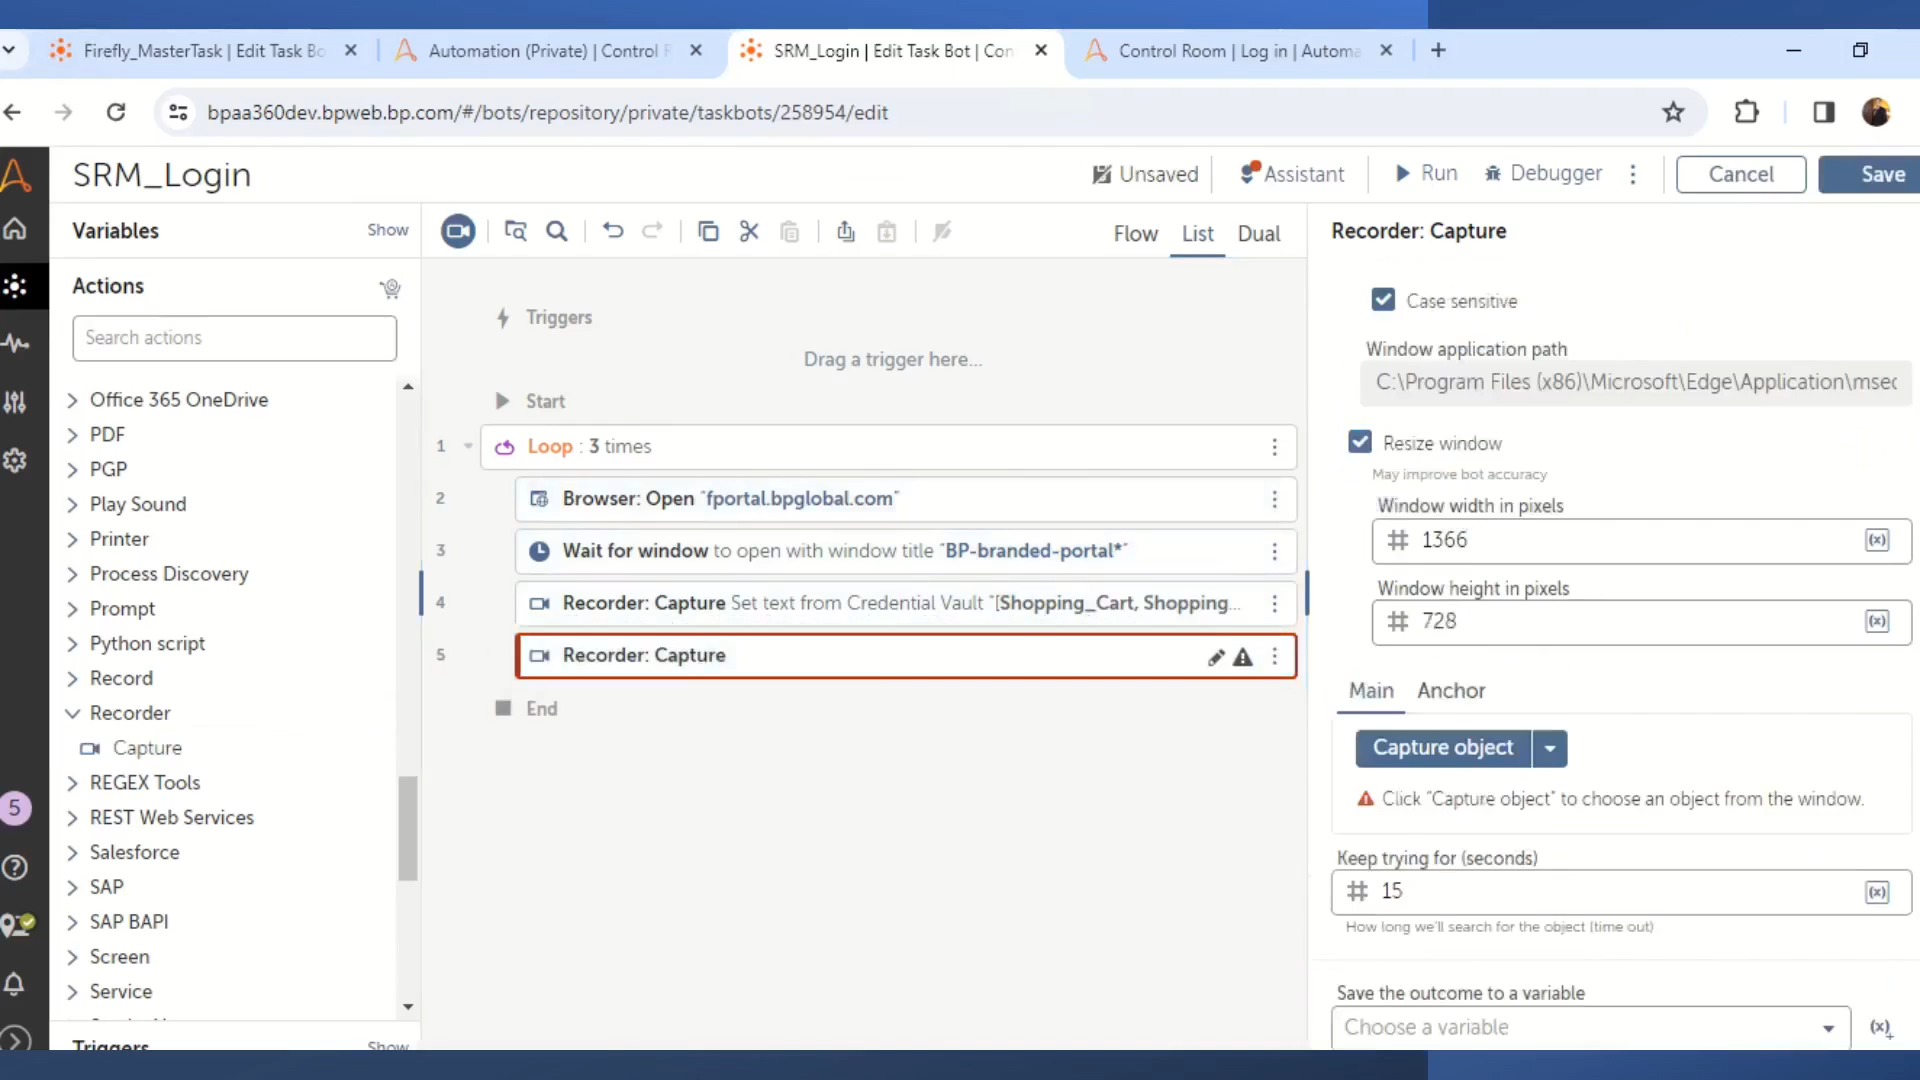 Firefly_MasterTask | Edit Task Bo
Automation (Private) | Control R
SRM_Login | Edit Task Bot | Con
Control Room | Log in | Automa
bpaa360dev.bpweb.bp.com/#/bots/repository/private/taskbots/258954/edit
SRM_Login
Unsaved
Assistant
Run
Debugger
Cancel
Save
Variables
Show
Actions
Search actions
Office 365 OneDrive
PDF
PGP
Play Sound
Printer
Process Discovery
Prompt
Python script
Record
Recorder
Capture
REGEX Tools
REST Web Services
Salesforce
SAP
SAP BAPI
Screen
Service
Triggers
Show
5
Flow
List
Dual
Triggers
Drag a trigger here...
Start
1 Loop : 3 times
2 Browser: Open "fportal.bpglobal.com"
3 Wait for window to open with window title "BP-branded-portal*"
4 Recorder: Capture Set text from Credential Vault "[Shopping_Cart, Shopping...
5 Recorder: Capture
End
Recorder: Capture
Case sensitive
Window application path
C:\Program Files (x86)\Microsoft\Edge\Application\msec
Resize window
May improve bot accuracy
Window width in pixels
# 1366 (x)
Window height in pixels
# 728 (x)
Main
Anchor
Capture object
Click "Capture object" to choose an object from the window.
Keep trying for (seconds)
# 15 (x)
How long we'll search for the object (time out)
Save the outcome to a variable
Choose a variable
(x)+